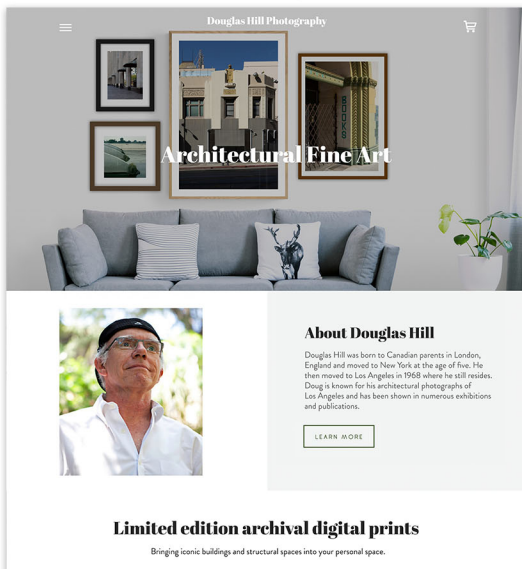 Douglas Hill Photography
BOOKS
Architectural Fine Art
About Douglas Hill
Douglas Hill was born to Canadian parents in London,
England and moved to New York at the age of five. He
then moved to Los Angeles in 1968 where he still resides.
Doug is known for his architectural photographs of
Los Angeles and has been shown in numerous exhibitions
and publications.
LEARN MORE
Limited edition archival digital prints
Bringing iconic buildings and structural spaces into your personal space.